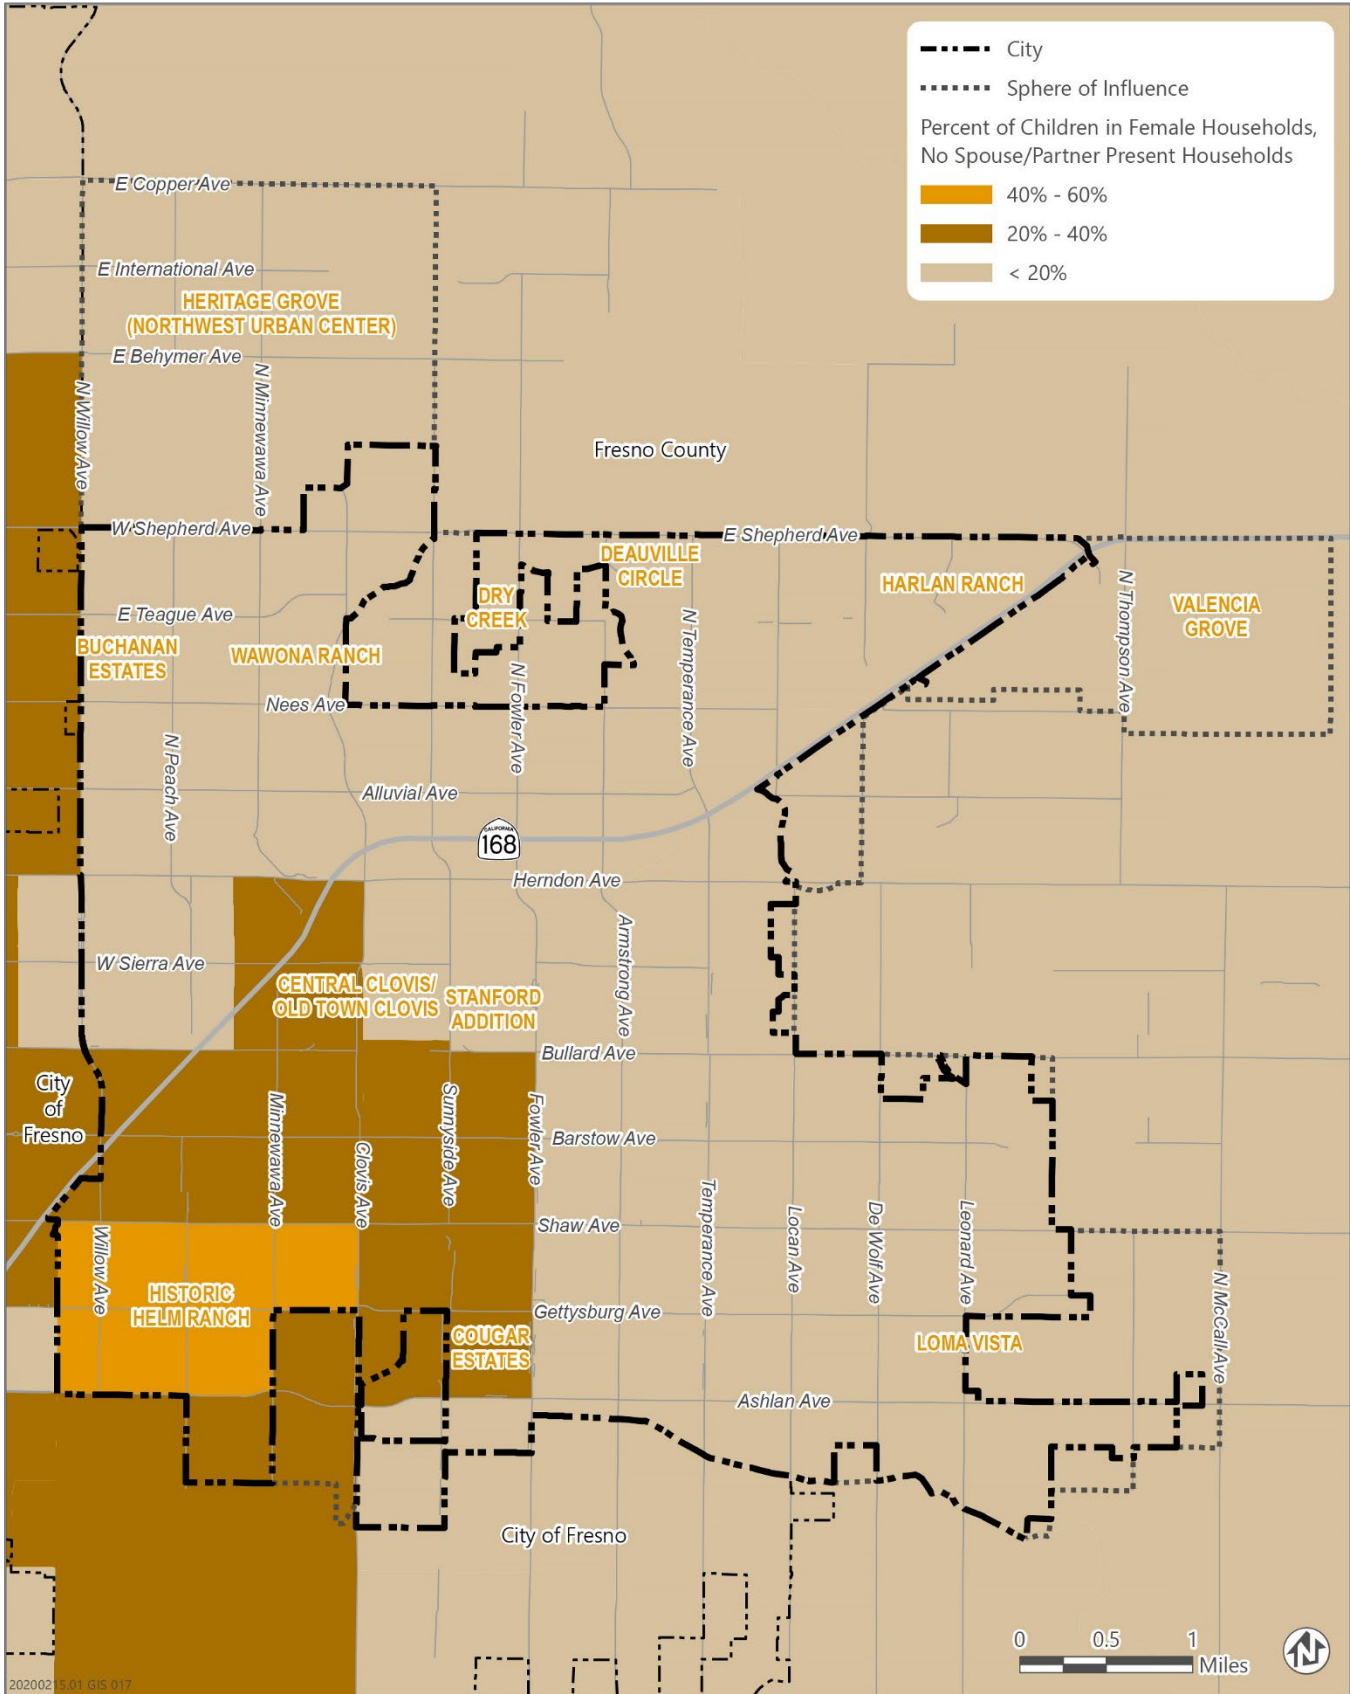 City
Sphere of Influence
Percent of Children in Female Households,
No Spouse/Partner Present Households
40% - 60%
20% - 40%
< 20%
E Copper Ave
E International Ave
HERITAGE GROVE
(NORTHWEST URBAN CENTER)
E Behymer Ave
N Willow Ave
N Minnewawa Ave
Fresno County
W Shepherd Ave
E Shepherd Ave
DEAUVILLE
CIRCLE
HARLAN RANCH
DRY
CREEK
E Teague Ave
N Thompson Ave
VALENCIA
GROVE
BUCHANAN
ESTATES
WAWONA RANCH
N Temperance Ave
Nees Ave
N Fowler Ave
N Peach Ave
Alluvial Ave
CALIFORNIA
168
Herndon Ave
Armstrong Ave
W Sierra Ave
CENTRAL CLOVIS/
OLD TOWN CLOVIS
STANFORD
ADDITION
Bullard Ave
City
of
Fresno
Minnewawa Ave
Clovis Ave
Sunnyside Ave
Fowler Ave
Barstow Ave
Shaw Ave
Willow Ave
Temperance Ave
Locan Ave
De Wolf Ave
Leonard Ave
N McCall Ave
HISTORIC
HELM RANCH
Gettysburg Ave
COUGAR
ESTATES
LOMA VISTA
Ashlan Ave
City of Fresno
0 0.5 1
Miles
N
20200215.01 GIS 017